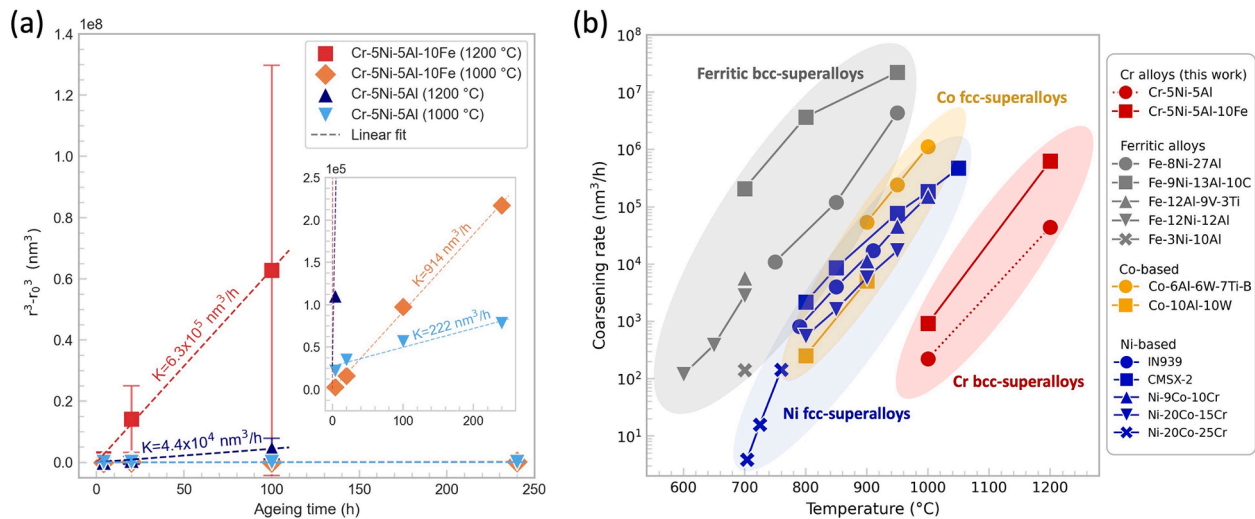 (a)
1e8
1.4
1.2
1.0
0.8
0.6
0.4
0.2
0.0
r³-r₀³ (nm³)
0
50
100
150
200
250
Ageing time (h)
Cr-5Ni-5Al-10Fe (1200 °C)
Cr-5Ni-5Al-10Fe (1000 °C)
Cr-5Ni-5Al (1200 °C)
Cr-5Ni-5Al (1000 °C)
Linear fit
K=6.3x10⁵ nm³/h
K=4.4x10⁴ nm³/h
1e5
2.5
2.0
1.5
1.0
0.5
0.0
0
100
200
K=914 nm³/h
K=222 nm³/h
(b)
10⁸
10⁷
10⁶
10⁵
10⁴
10³
10²
10¹
Coarsening rate (nm³/h)
600
700
800
900
1000
1100
1200
Temperature (°C)
Ferritic bcc-superalloys
Co fcc-superalloys
Ni fcc-superalloys
Cr bcc-superalloys
Cr alloys (this work)
Cr-5Ni-5Al
Cr-5Ni-5Al-10Fe
Ferritic alloys
Fe-8Ni-27Al
Fe-9Ni-13Al-10C
Fe-12Al-9V-3Ti
Fe-12Ni-12Al
Fe-3Ni-10Al
Co-based
Co-6Al-6W-7Ti-B
Co-10Al-10W
Ni-based
IN939
CMSX-2
Ni-9Co-10Cr
Ni-20Co-15Cr
Ni-20Co-25Cr